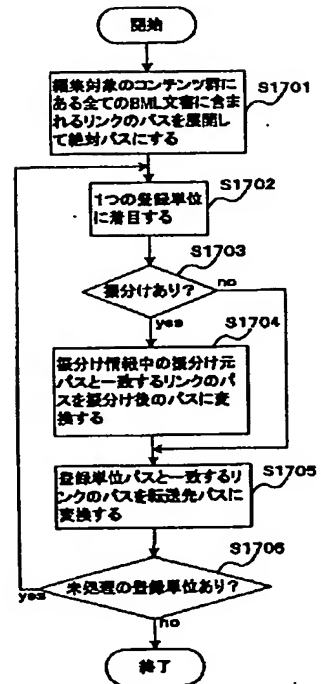 開始
編集対象のコンテンツ群に
ある全てのBML文書に含ま
れるリンクのパスを展開し
て絶対パスにする
S1701
1つの登録単位
に着目する
S1702
振分けあり?
S1703
no
yes
振分け情報中の振分け元
パスと一致するリンクのパ
スを振分け後のパスに変
換する
S1704
登録単位パスと一致するリ
ンクのパスを転送先パスに
変換する
S1705
未処理の登録単位あり?
S1706
yes
no
終了